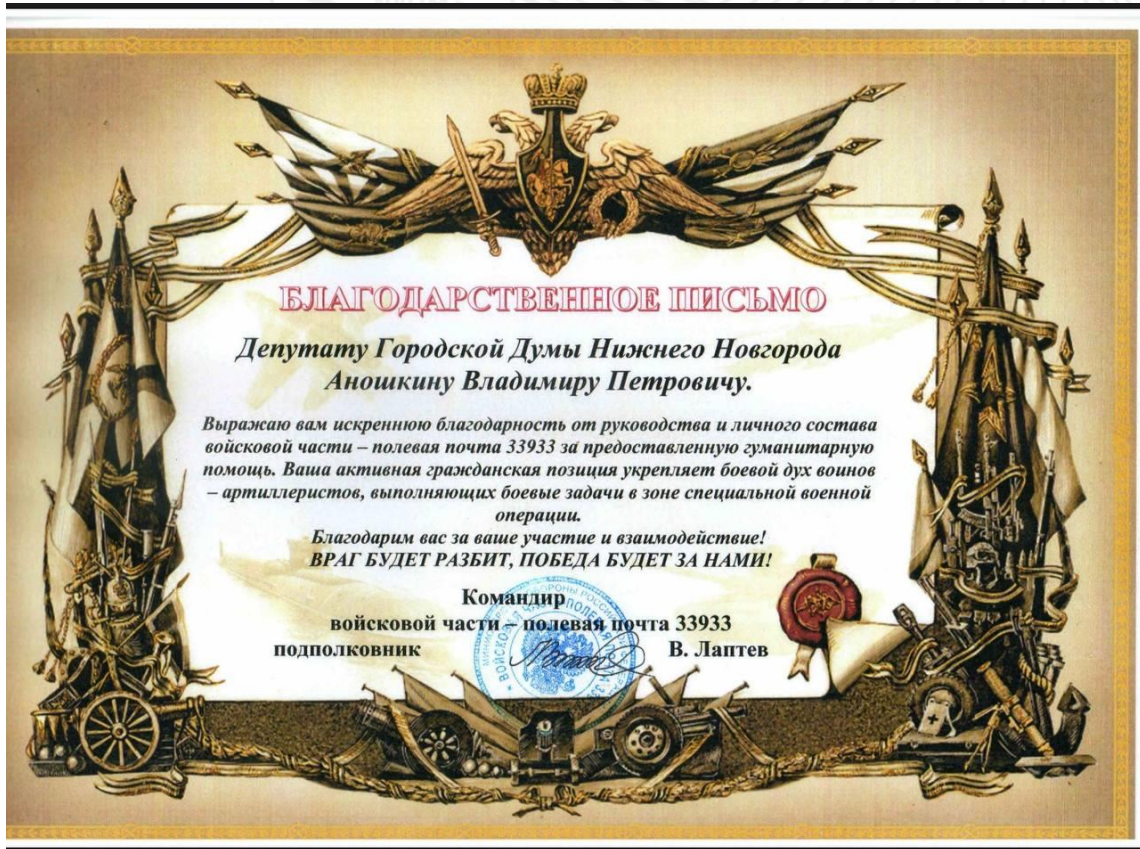 БЛАГОДАРСТВЕННОЕ ПИСЬМО
Депутату Городской Думы Нижнего Новгорода
Аношкину Владимиру Петровичу.
Выражаю вам искреннюю благодарность от руководства и личного состава
войсковой части – полевая почта 33933 за предоставленную гуманитарную
помощь. Ваша активная гражданская позиция укрепляет боевой дух воинов
– артиллеристов, выполняющих боевые задачи в зоне специальной военной
операции.
Благодарим вас за ваше участие и взаимодействие!
ВРАГ БУДЕТ РАЗБИТ, ПОБЕДА БУДЕТ ЗА НАМИ!
Командир
войсковой части – полевая почта 33933
подполковник В. Лаптев